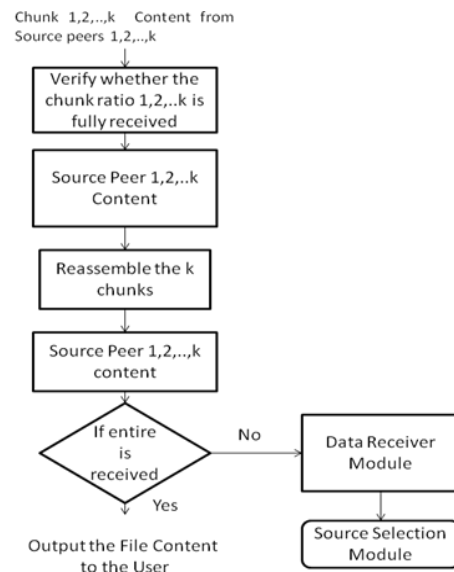 Chunk 1,2,..,k Content from
Source peers 1,2,..,k
Verify whether the
chunk ratio 1,2,..k is
fully received
Source Peer 1,2,..k
Content
Reassemble the k
chunks
Source Peer 1,2,..,k
content
If entire
is
received
No
Data Receiver
Module
Yes
Source Selection
Module
Output the File Content
to the User